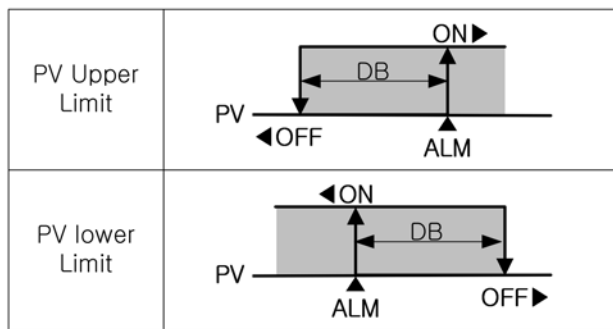 PV Upper
Limit
ON▶
DB
PV
◀OFF
ALM
PV lower
Limit
◀ON
DB
PV
ALM
OFF▶